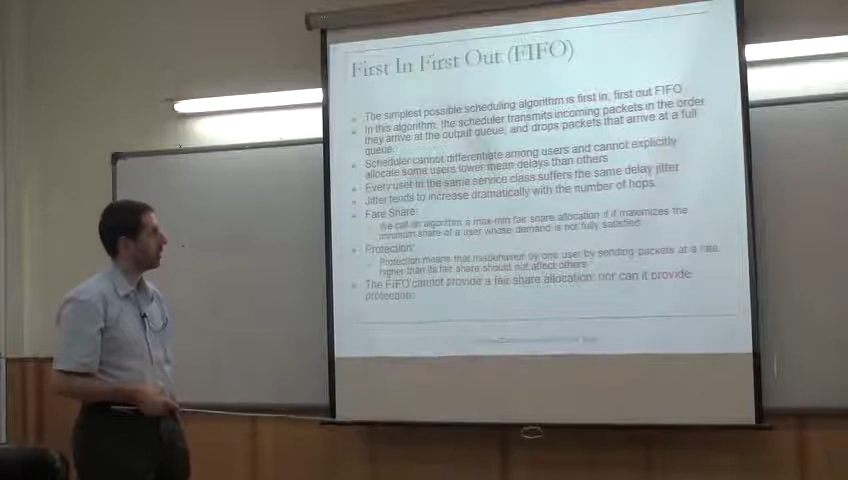 First In First Out (FIFO)
The simplest possible scheduling algorithm is first in, first out FIFO
In this algorithm, the scheduler transmits incoming packets in the order
they arrive at the output queue, and drops packets that arrive at a full
queue.
Scheduler cannot differentiate among users and cannot explicitly
allocate some users lower mean delays than others
Every user in the same service class suffers the same delay jitter
Jitter tends to increase dramatically with the number of hops.
Fare Share:
We call an algorithm a max-min fair share allocation if it maximizes the
minimum share of a user whose demand is not fully satisfied
Protection:
Protection means that misbehavior by one user by sending packets at a rate
higher than its fair share should not affect others.
The FIFO cannot provide a fair share allocation, nor can it provide
protection.